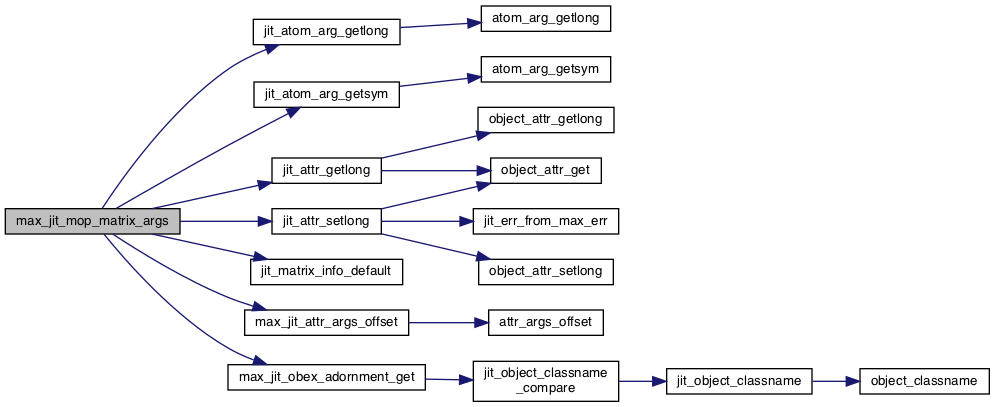 max_jit_mop_matrix_args
jit_atom_arg_getlong
atom_arg_getlong
jit_atom_arg_getsym
atom_arg_getsym
jit_attr_getlong
object_attr_getlong
object_attr_get
jit_attr_setlong
jit_err_from_max_err
object_attr_setlong
jit_matrix_info_default
max_jit_attr_args_offset
attr_args_offset
max_jit_obex_adornment_get
jit_object_classname
_compare
jit_object_classname
object_classname